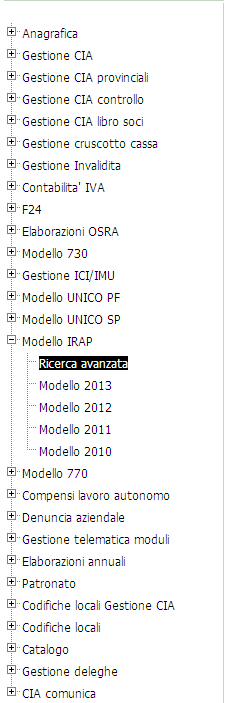 Anagrafica
Gestione CIA
Gestione CIA provinciali
Gestione CIA controllo
Gestione CIA libro soci
Gestione cruscotto cassa
Gestione Invalidita
Contabilita' IVA
F24
Elaborazioni OSRA
Modello 730
Gestione ICI/IMU
Modello UNICO PF
Modello UNICO SP
Modello IRAP
Ricerca avanzata
Modello 2013
Modello 2012
Modello 2011
Modello 2010
Modello 770
Compensi lavoro autonomo
Denuncia aziendale
Gestione telematica moduli
Elaborazioni annuali
Patronato
Codifiche locali Gestione CIA
Codifiche locali
Catalogo
Gestione deleghe
CIA comunica